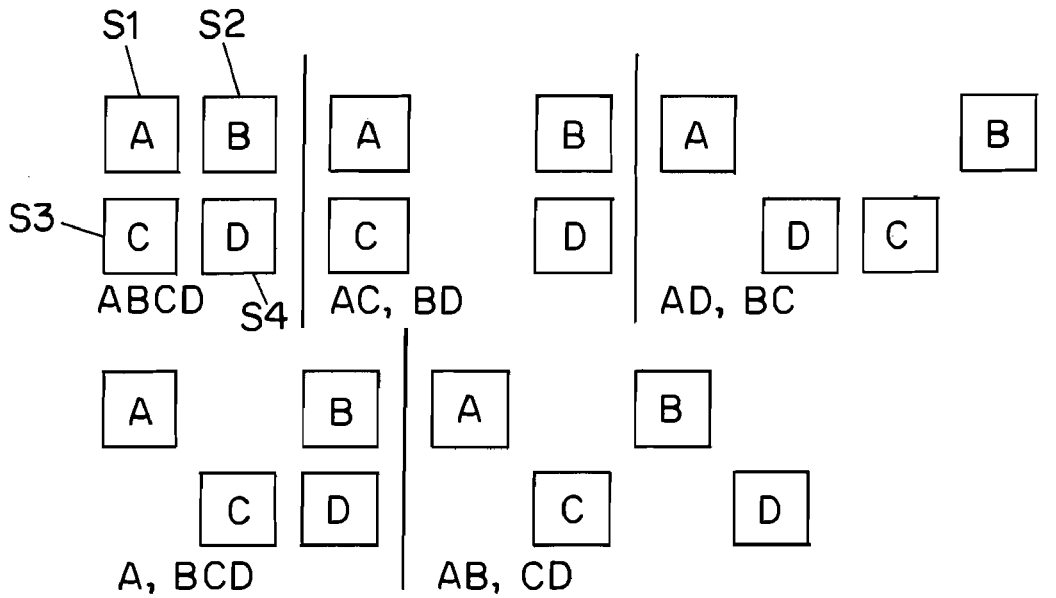 S1 S2
A B A B A B
S3 C D C D D C
ABCD S4 AC, BD AD, BC
A B A B
C D C D
A, BCD AB, CD